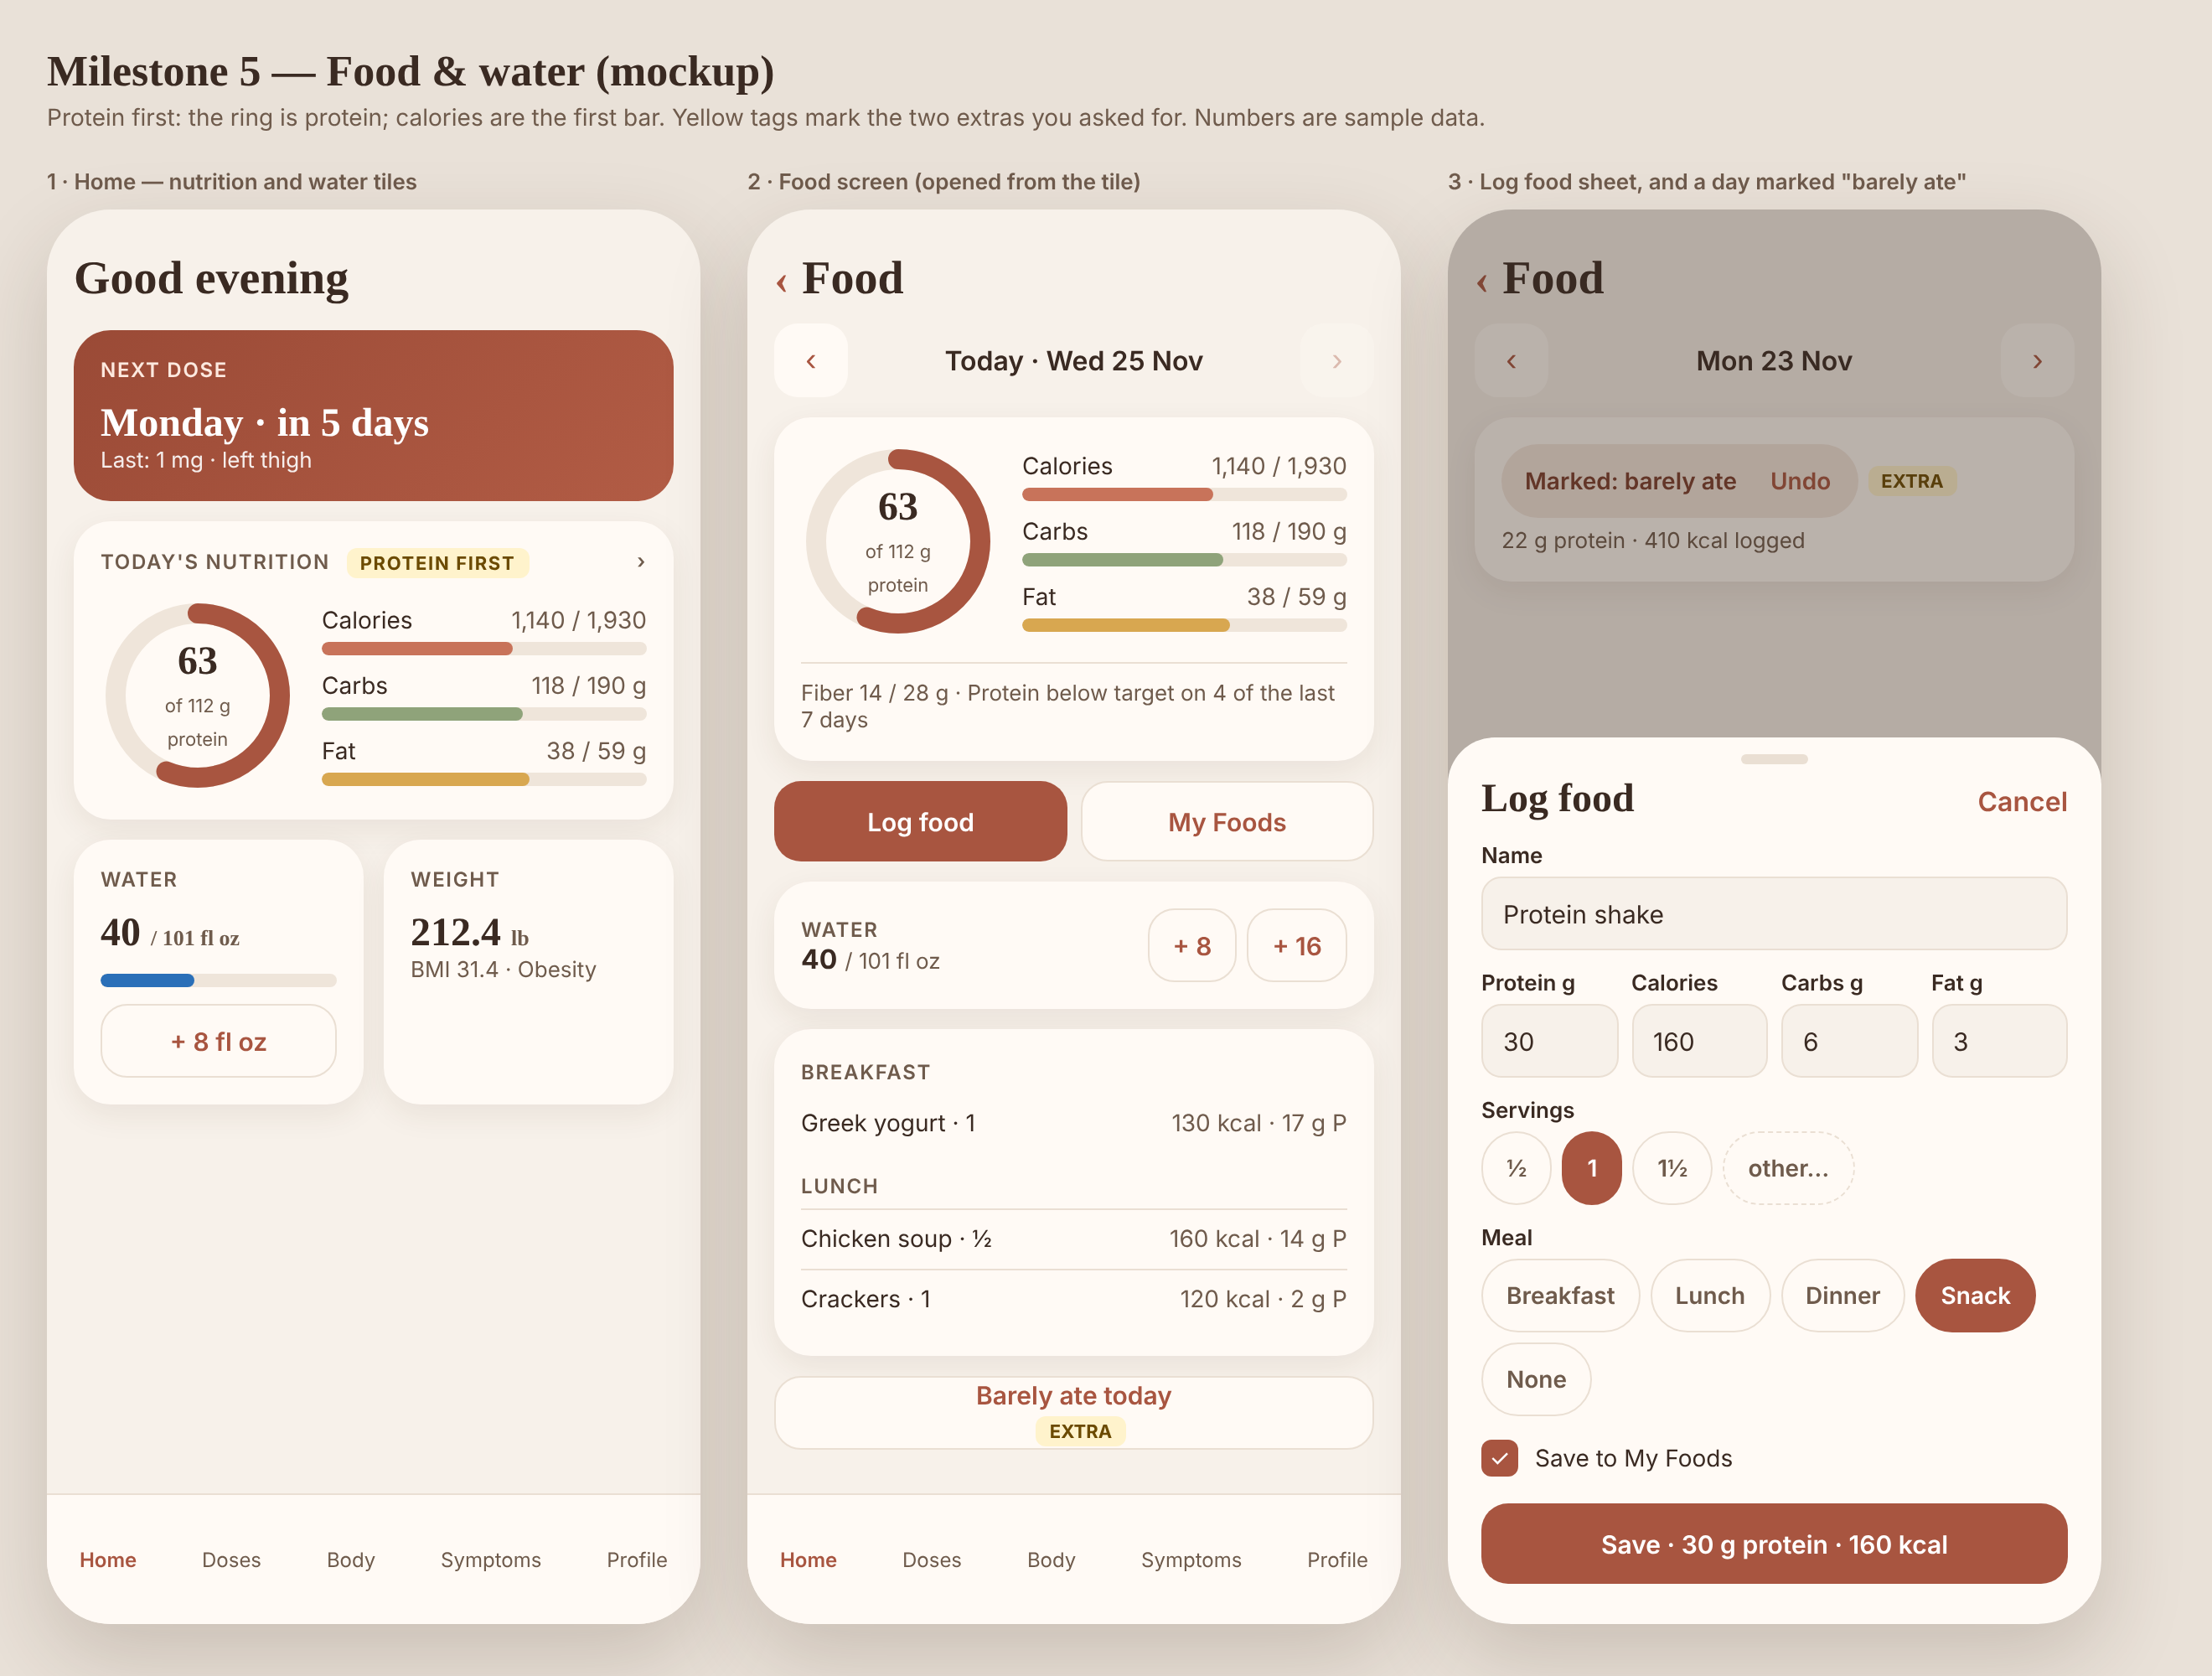 Milestone 5 — Food & water (mockup)
Protein first: the ring is protein; calories are the first bar. Yellow tags mark the two extras you asked for. Numbers are sample data.
1 · Home — nutrition and water tiles
Good evening
NEXT DOSE
Monday · in 5 days
Last: 1 mg · left thigh
TODAY'S NUTRITION PROTEIN FIRST ›
63
of 112 g
protein
Calories 1,140 / 1,930
Carbs 118 / 190 g
Fat 38 / 59 g
WATER
40 / 101 fl oz
+ 8 fl oz
WEIGHT
212.4 lb
BMI 31.4 · Obesity
Home Doses Body Symptoms Profile
2 · Food screen (opened from the tile)
‹ Food
‹ Today · Wed 25 Nov ›
63
of 112 g
protein
Calories 1,140 / 1,930
Carbs 118 / 190 g
Fat 38 / 59 g
Fiber 14 / 28 g · Protein below target on 4 of the last
7 days
Log food
My Foods
WATER
40 / 101 fl oz
+ 8 + 16
BREAKFAST
Greek yogurt · 1 130 kcal · 17 g P
LUNCH
Chicken soup · ½ 160 kcal · 14 g P
Crackers · 1 120 kcal · 2 g P
Barely ate today
EXTRA
Home Doses Body Symptoms Profile
3 · Log food sheet, and a day marked "barely ate"
‹ Food
‹ Mon 23 Nov ›
Marked: barely ate Undo EXTRA
22 g protein · 410 kcal logged
Log food Cancel
Name
Protein shake
Protein g Calories Carbs g Fat g
30 160 6 3
Servings
½ 1 1½ other...
Meal
Breakfast Lunch Dinner Snack
None
Save to My Foods
Save · 30 g protein · 160 kcal